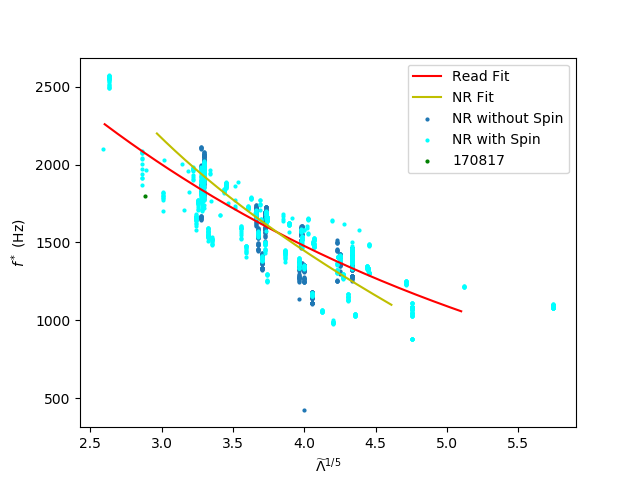 2500
2000
1500
1000
500
f* (Hz)
2.5 3.0 3.5 4.0 4.5 5.0 5.5
Λ̃^{1/5}
Read Fit
NR Fit
NR without Spin
NR with Spin
170817